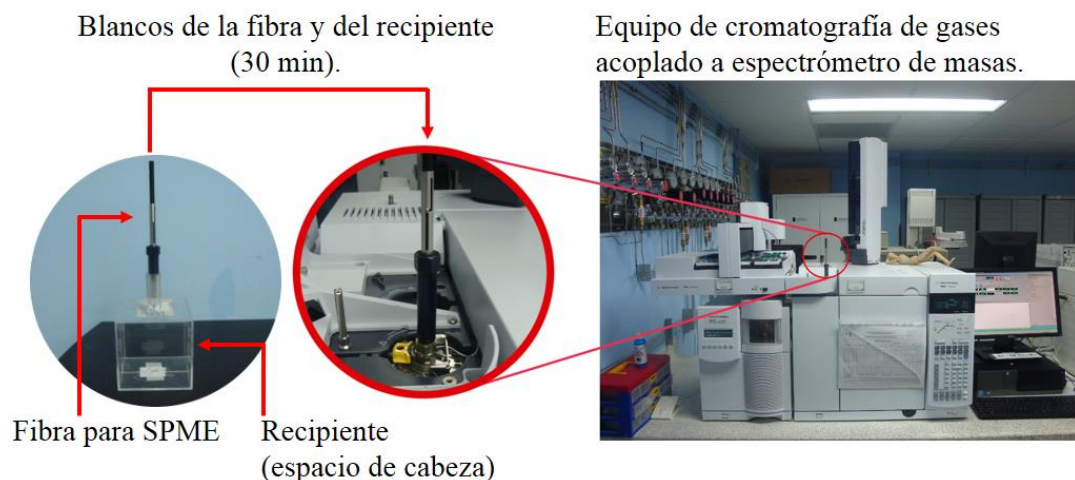 Blancos de la fibra y del recipiente
(30 min).
Equipo de cromatografía de gases
acoplado a espectrómetro de masas.
Fibra para SPME
Recipiente
(espacio de cabeza)